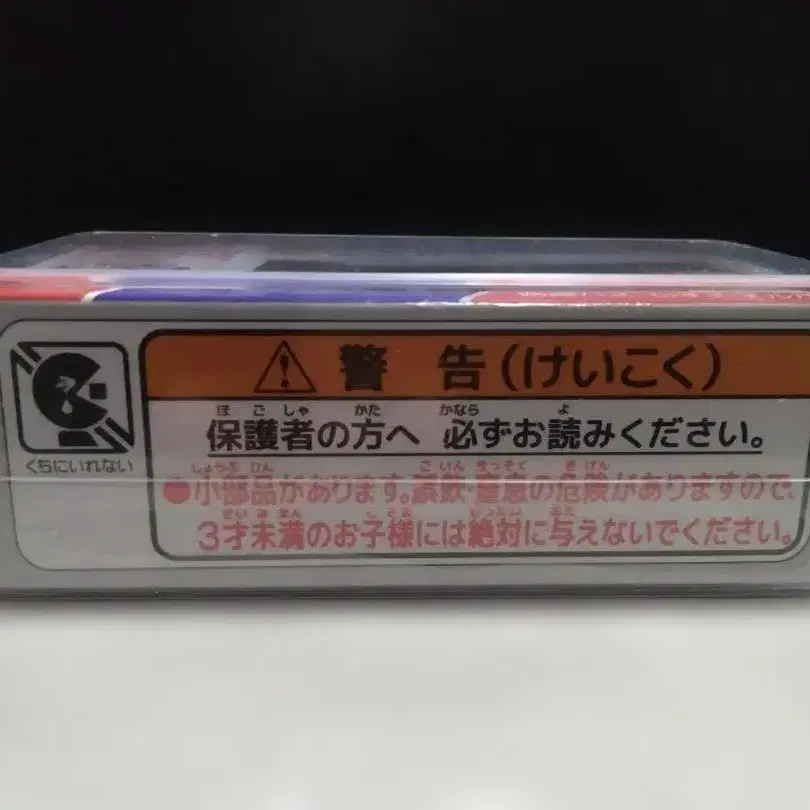 くちにいれない
警 告(けいこく)
ほごしゃ かた かなら よ
保護者の方へ 必ずお読みください。
しょうぶひん ごいん ちっそく きけん
●小部品があります。誤飲・窒息の危険がありますので、
さいみまん こさま ぜったい あた
3才未満のお子様には絶対に与えないでください。